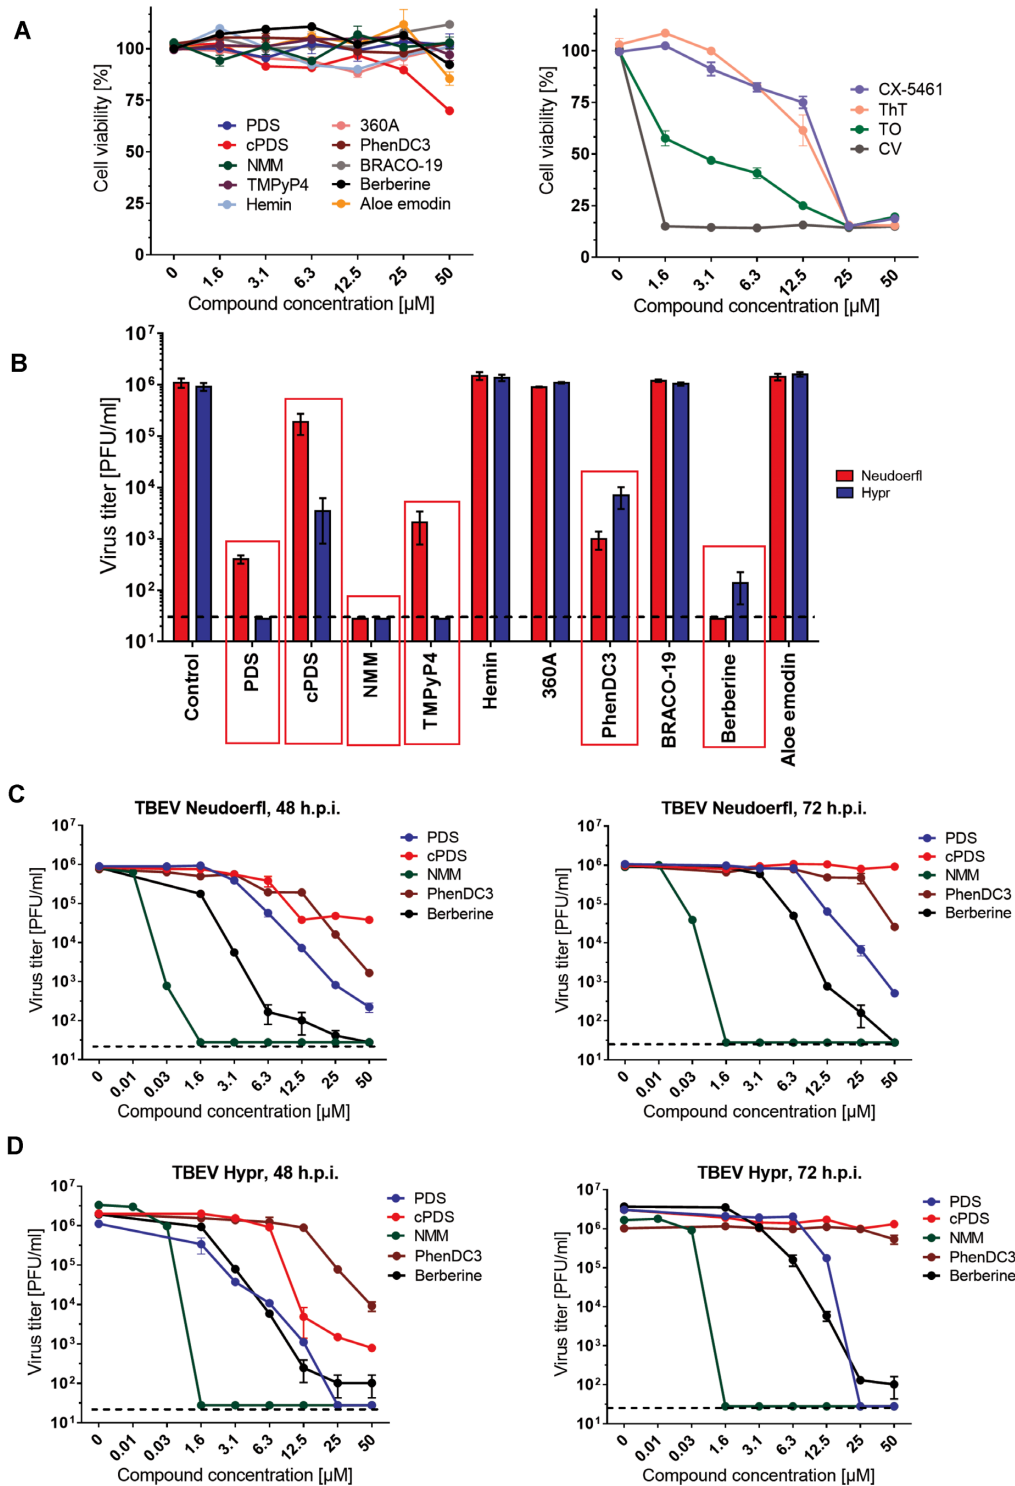 A
Cell viability [%]
100
75
50
25
0
PDS
cPDS
NMM
TMPyP4
Hemin
360A
PhenDC3
BRACO-19
Berberine
Aloe emodin
0 1.6 3.1 6.3 12.5 25 50
Compound concentration [µM]
Cell viability [%]
100
75
50
25
0
CX-5461
ThT
TO
CV
0 1.6 3.1 6.3 12.5 25 50
Compound concentration [µM]
B
Virus titer [PFU/ml]
10⁷
10⁶
10⁵
10⁴
10³
10²
10¹
Neudoerfl
Hypr
Control PDS cPDS NMM TMPyP4 Hemin 360A PhenDC3 BRACO-19 Berberine Aloe emodin
C
TBEV Neudoerfl, 48 h.p.i.
Virus titer [PFU/ml]
10⁷
10⁶
10⁵
10⁴
10³
10²
10¹
PDS
cPDS
NMM
PhenDC3
Berberine
0 0.01 0.03 1.6 3.1 6.3 12.5 25 50
Compound concentration [µM]
TBEV Neudoerfl, 72 h.p.i.
Virus titer [PFU/ml]
10⁷
10⁶
10⁵
10⁴
10³
10²
10¹
PDS
cPDS
NMM
PhenDC3
Berberine
0 0.01 0.03 1.6 3.1 6.3 12.5 25 50
Compound concentration [µM]
D
TBEV Hypr, 48 h.p.i.
Virus titer [PFU/ml]
10⁷
10⁶
10⁵
10⁴
10³
10²
10¹
PDS
cPDS
NMM
PhenDC3
Berberine
0 0.01 0.03 1.6 3.1 6.3 12.5 25 50
Compound concentration [µM]
TBEV Hypr, 72 h.p.i.
Virus titer [PFU/ml]
10⁷
10⁶
10⁵
10⁴
10³
10²
10¹
PDS
cPDS
NMM
PhenDC3
Berberine
0 0.01 0.03 1.6 3.1 6.3 12.5 25 50
Compound concentration [µM]